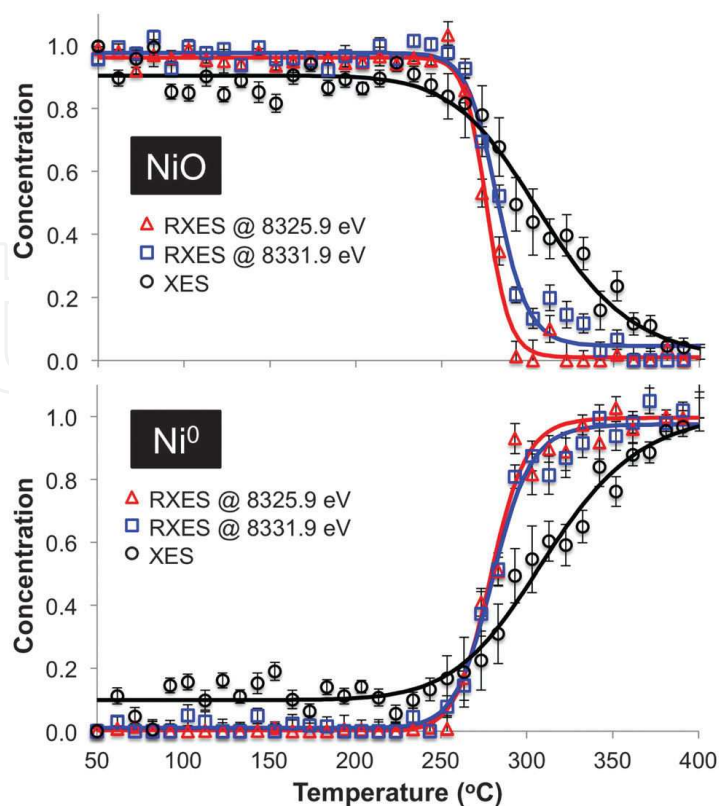 1.0
0.8
0.6
0.4
0.2
0.0
Concentration
NiO
RXES @ 8325.9 eV
RXES @ 8331.9 eV
XES
1.0
0.8
0.6
0.4
0.2
0.0
Concentration
Ni⁰
RXES @ 8325.9 eV
RXES @ 8331.9 eV
XES
50 100 150 200 250 300 350 400
Temperature (ºC)